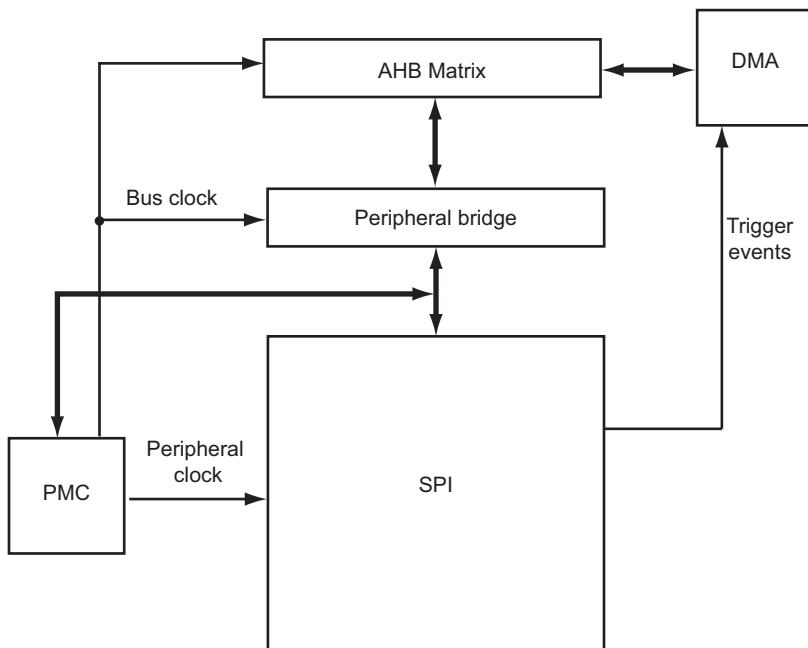 AHB Matrix
DMA
Bus clock
Peripheral bridge
Trigger
events
Peripheral
clock
PMC
SPI